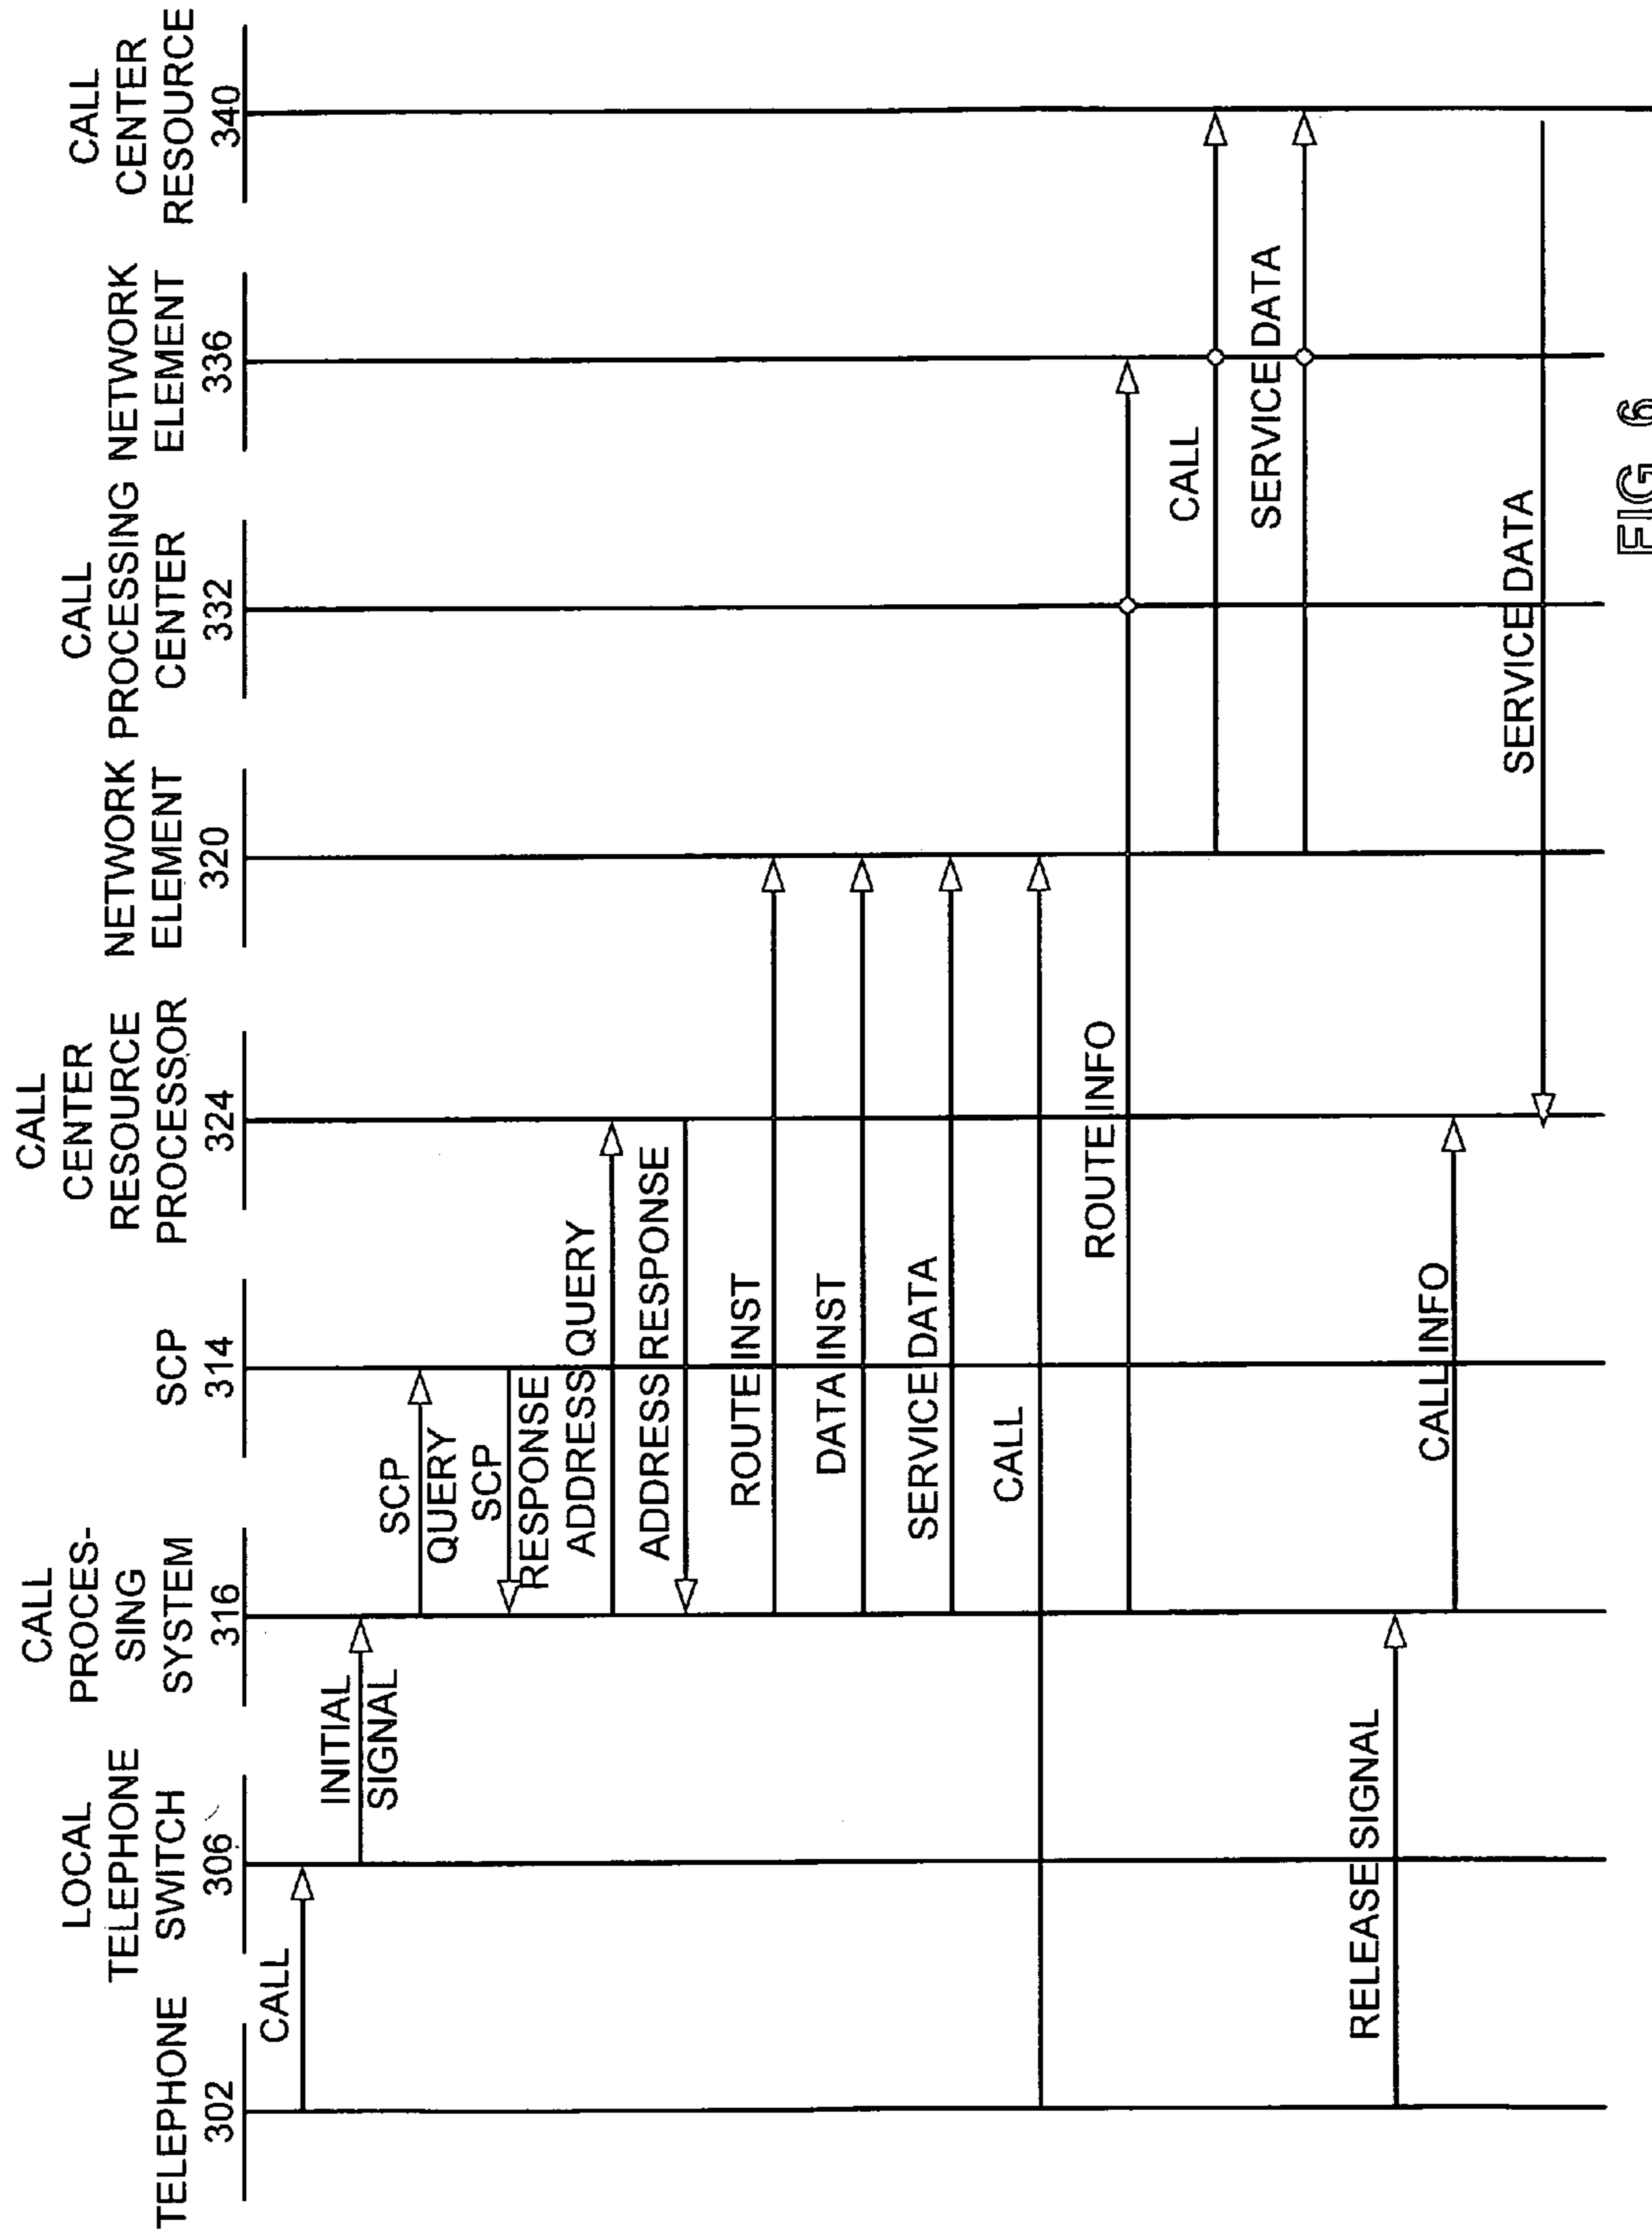 CALL
CENTER
RESOURCE
340
NETWORK
ELEMENT
336
CALL
PROCESSING
CENTER
332
NETWORK
ELEMENT
320
CALL
CENTER
RESOURCE
PROCESSOR
324
SCP
314
CALL
PROCES-
SING
SYSTEM
316
LOCAL
TELEPHONE
SWITCH
306
TELEPHONE
302
CALL
INITIAL
SIGNAL
SCP
QUERY
SCP
RESPONSE
ADDRESS QUERY
ADDRESS RESPONSE
ROUTE INST
DATA INST
SERVICE DATA
CALL
ROUTE INFO
CALL
SERVICE DATA
RELEASE SIGNAL
CALL INFO
SERVICE DATA
FIG. 6